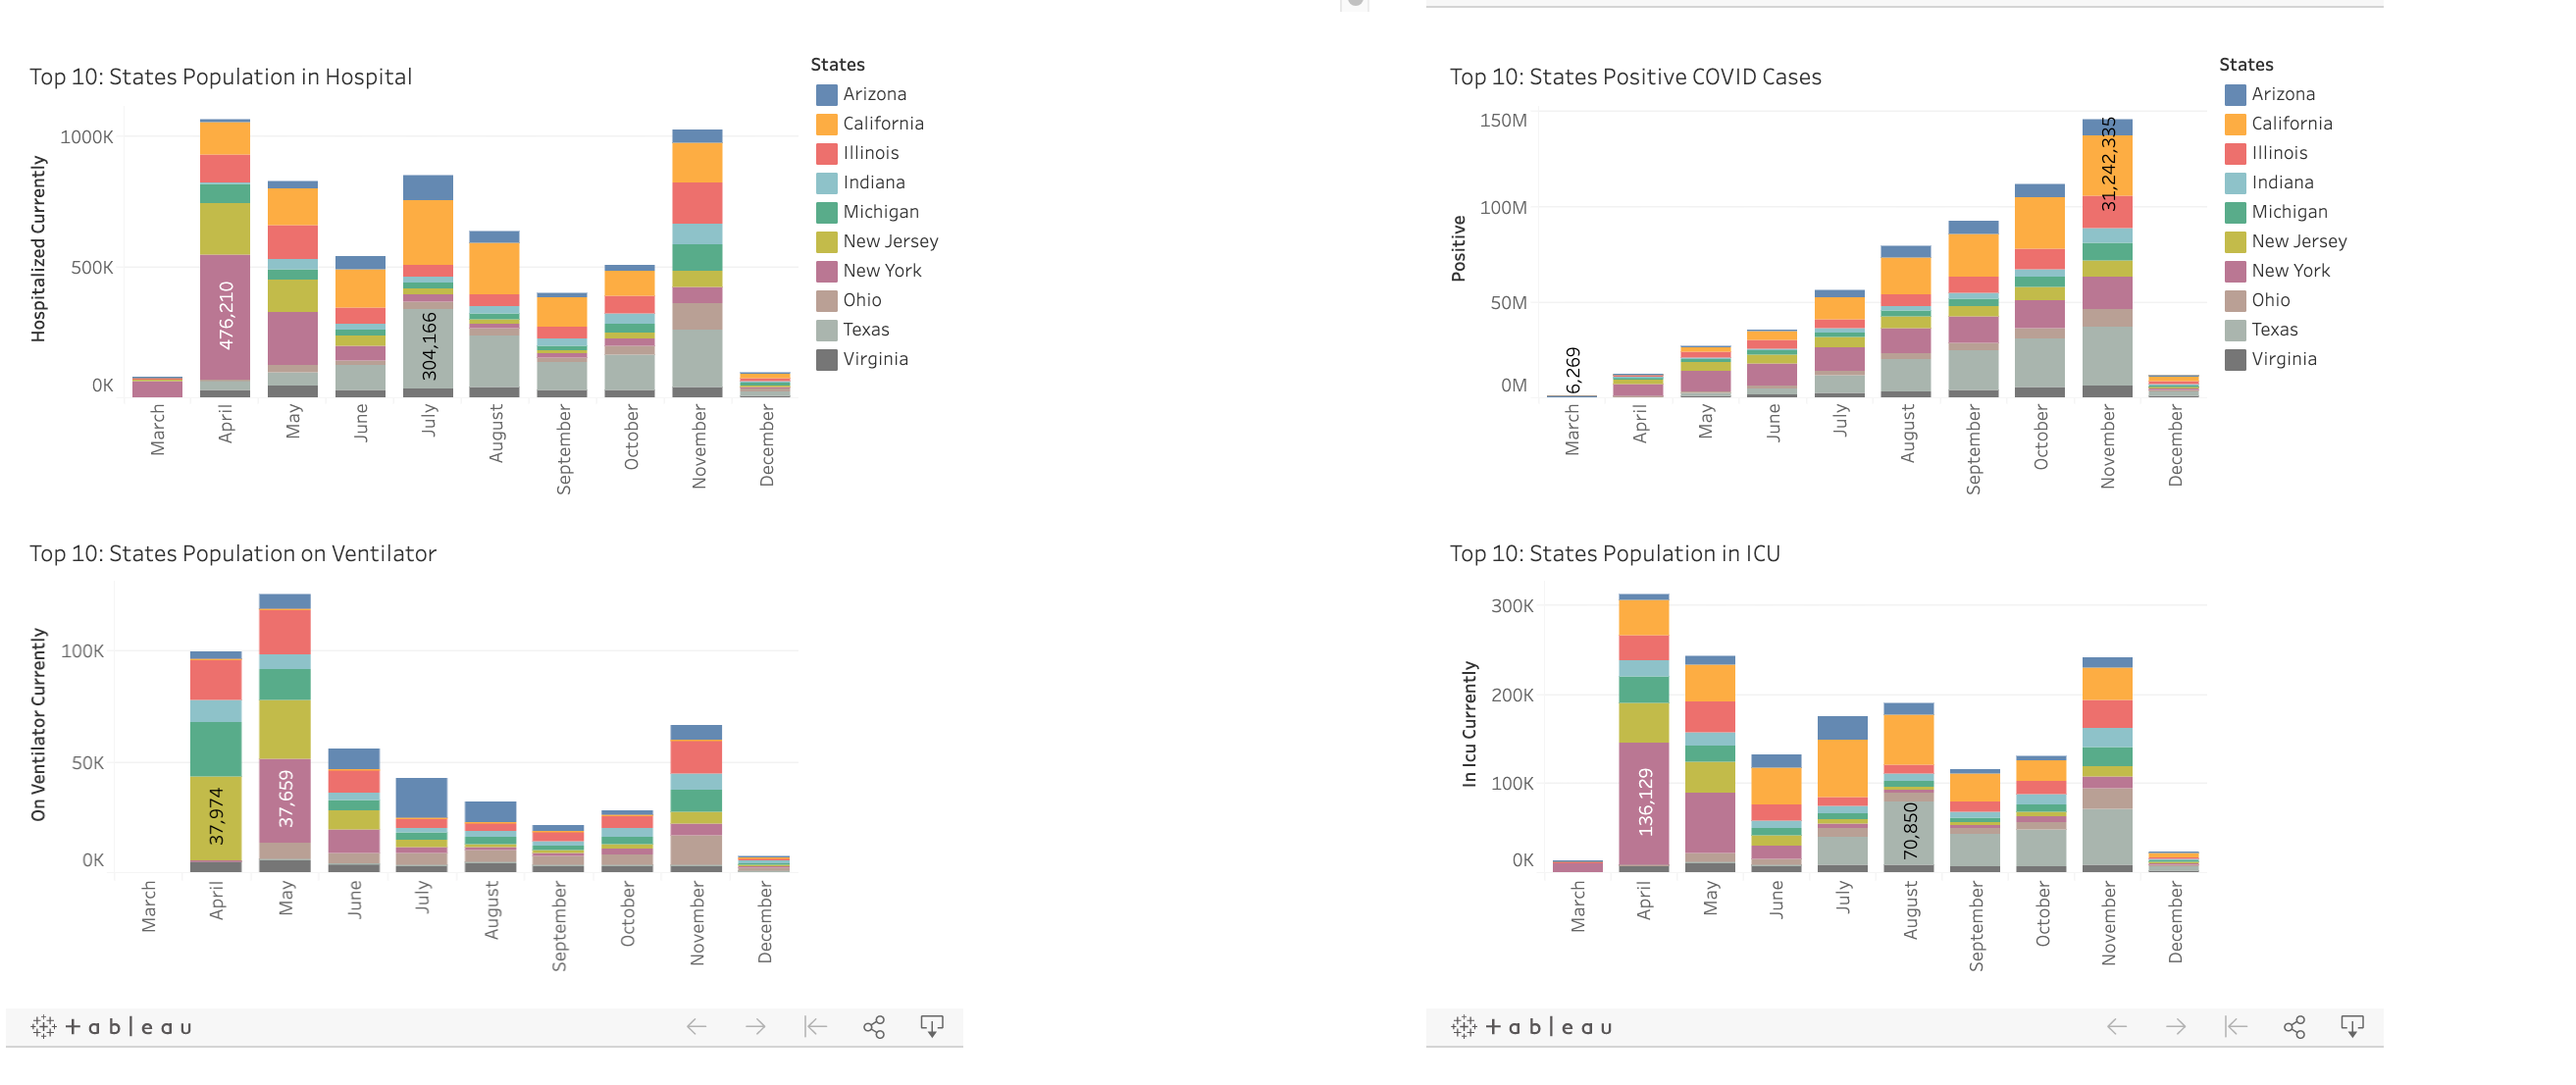 Top 10: States Population in Hospital
Hospitalized Currently
1000K
500K
0K
476,210
304,166
March
April
May
June
July
August
September
October
November
December
States
Arizona
California
Illinois
Indiana
Michigan
New Jersey
New York
Ohio
Texas
Virginia
Top 10: States Positive COVID Cases
Positive
150M
100M
50M
0M
6,269
31,242,335
March
April
May
June
July
August
September
October
November
December
States
Arizona
California
Illinois
Indiana
Michigan
New Jersey
New York
Ohio
Texas
Virginia
Top 10: States Population on Ventilator
On Ventilator Currently
100K
50K
0K
37,974
37,659
March
April
May
June
July
August
September
October
November
December
Top 10: States Population in ICU
In Icu Currently
300K
200K
100K
0K
136,129
70,850
March
April
May
June
July
August
September
October
November
December
+ableau
+ableau